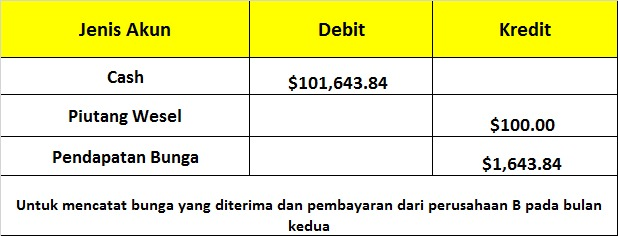 Jenis Akun Debit Kredit
Cash $101,643.84
Piutang Wesel $100.00
Pendapatan Bunga $1,643.84
Untuk mencatat bunga yang diterima dan pembayaran dari perusahaan B pada bulan
kedua